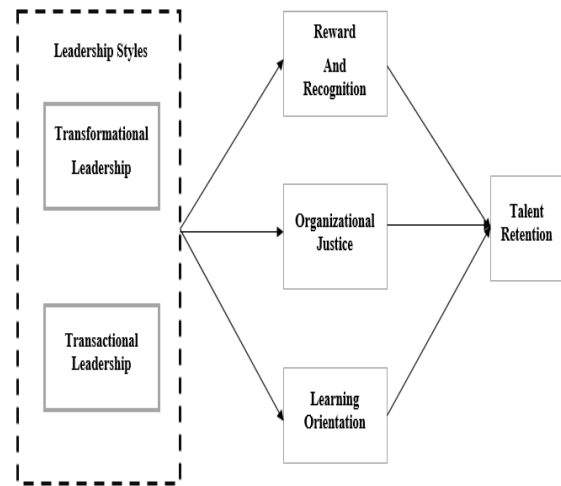 Leadership Styles
Transformational
Leadership
Transactional
Leadership
Reward
And
Recognition
Organizational
Justice
Learning
Orientation
Talent
Retention